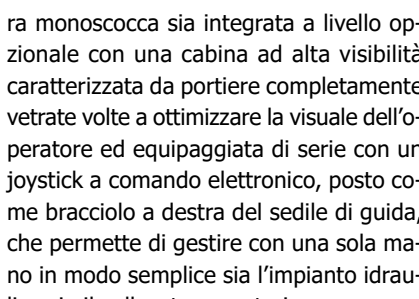 ra monoscocca sia integrata a livello op-
zionale con una cabina ad alta visibilità
caratterizzata da portiere completamente
vetrate volte a ottimizzare la visuale dell’o-
peratore ed equipaggiata di serie con un
joystick a comando elettronico, posto co-
me bracciolo a destra del sedile di guida,
che permette di gestire con una sola ma-
no in modo semplice sia l’impianto idrau-